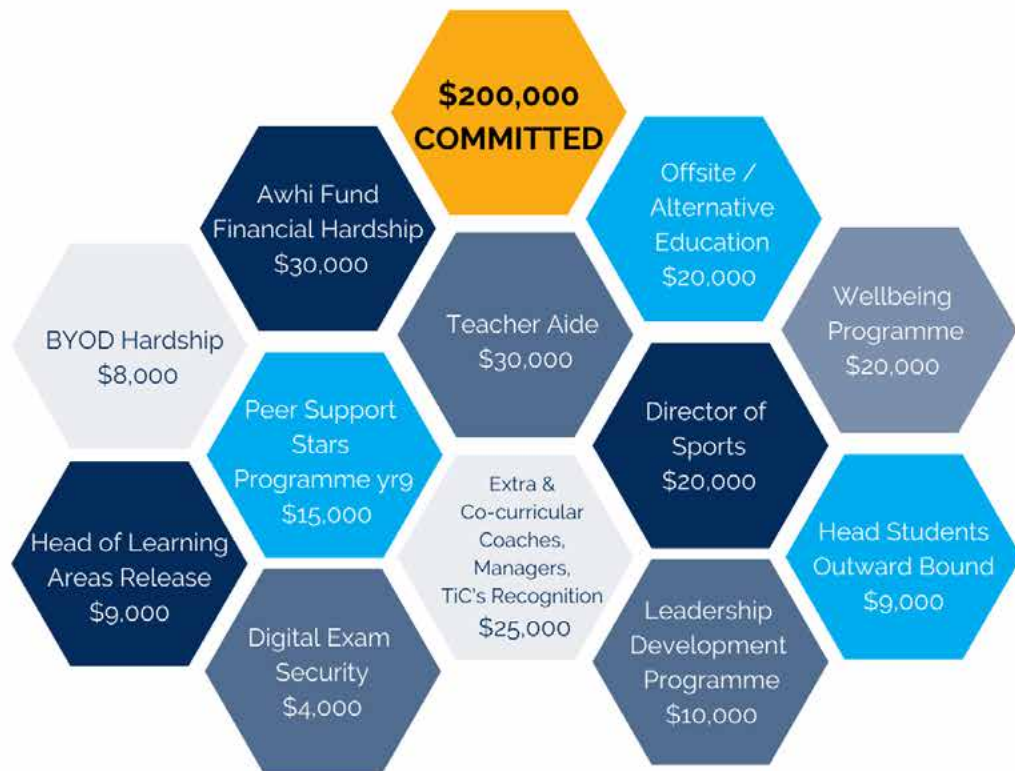 $200,000
COMMITTED
Awhi Fund
Financial Hardship
$30,000
Offsite /
Alternative
Education
$20,000
BYOD Hardship
$8,000
Teacher Aide
$30,000
Wellbeing
Programme
$20,000
Peer Support
Stars
Programme yr9
$15,000
Director of
Sports
$20,000
Head of Learning
Areas Release
$9,000
Extra &
Co-curricular
Coaches,
Managers,
TiC's Recognition
$25,000
Head Students
Outward Bound
$9,000
Digital Exam
Security
$4,000
Leadership
Development
Programme
$10,000